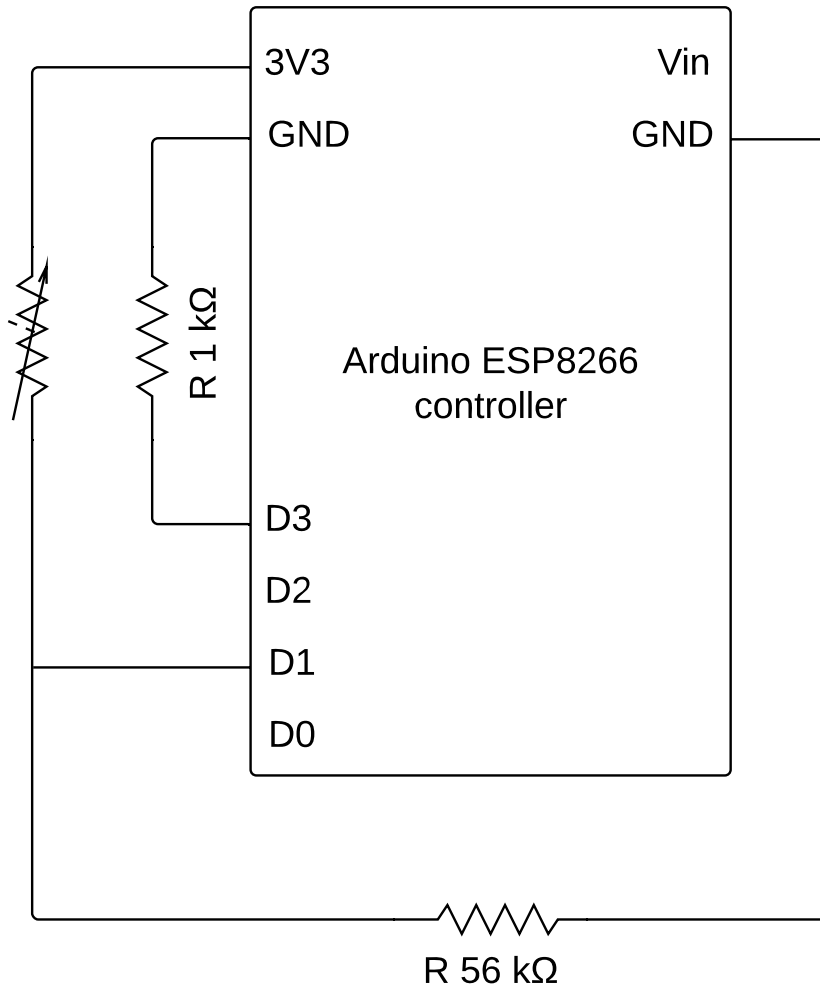 3V3
Vin
GND
GND
R 1 kΩ
Arduino ESP8266
controller
D3
D2
D1
D0
R 56 kΩ